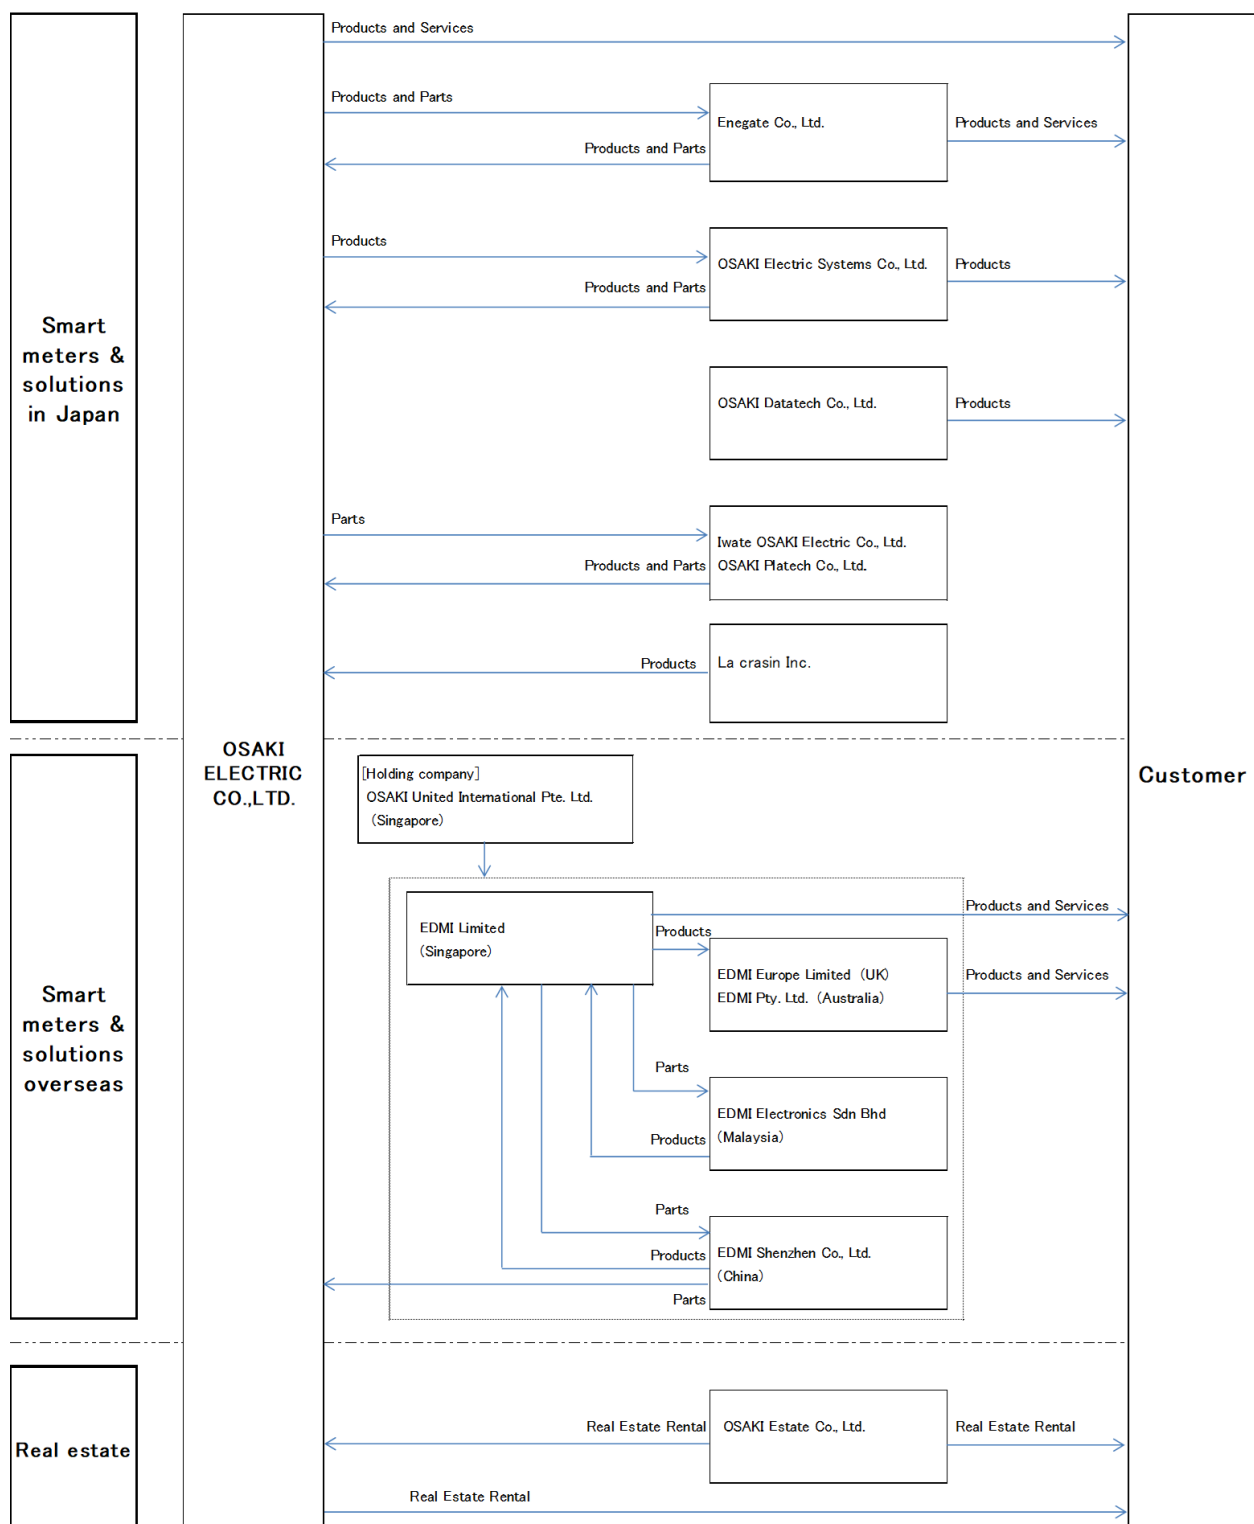 Products and Services
Products and Parts
Enegate Co., Ltd.
Products and Services
Products and Parts
Products
OSAKI Electric Systems Co., Ltd.
Products
Products and Parts
Smart
meters &
solutions
in Japan
OSAKI Datatech Co., Ltd.
Products
Parts
Iwate OSAKI Electric Co., Ltd.
OSAKI Platech Co., Ltd.
Products and Parts
Products
La crasin Inc.
OSAKI
ELECTRIC
CO.,LTD.
Customer
[Holding company]
OSAKI United International Pte. Ltd.
(Singapore)
Smart
meters &
solutions
overseas
EDMI Limited
(Singapore)
Products and Services
Products
EDMI Europe Limited (UK)
EDMI Pty. Ltd. (Australia)
Products and Services
Parts
EDMI Electronics Sdn Bhd
(Malaysia)
Products
Parts
Products
EDMI Shenzhen Co., Ltd.
(China)
Parts
Real estate
Real Estate Rental
OSAKI Estate Co., Ltd.
Real Estate Rental
Real Estate Rental